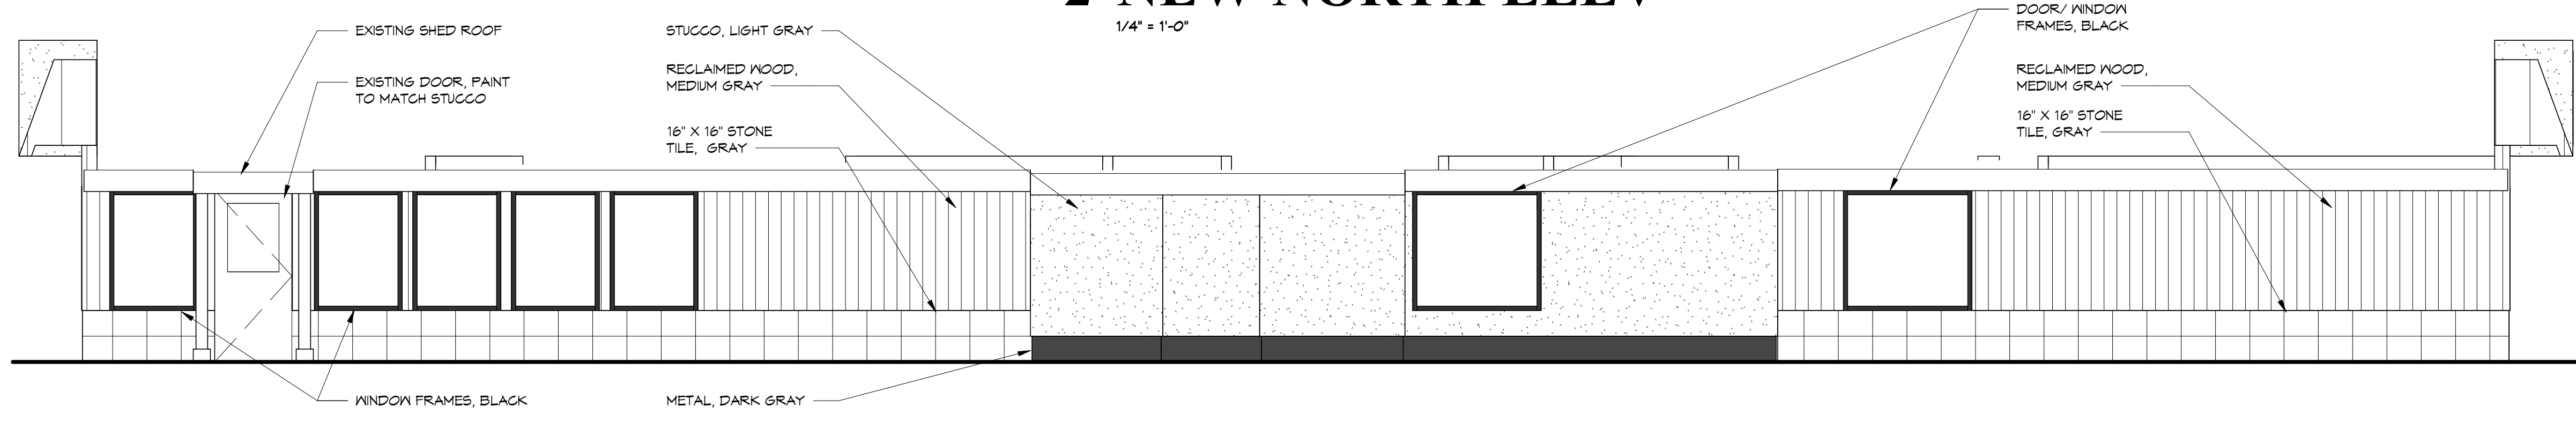 2 NEW NORTH ELEV
1/4" = 1'-0"
EXISTING SHED ROOF
EXISTING DOOR, PAINT
TO MATCH STUCCO
STUCCO, LIGHT GRAY
RECLAIMED WOOD,
MEDIUM GRAY
16" X 16" STONE
TILE, GRAY
DOOR/ WINDOW
FRAMES, BLACK
RECLAIMED WOOD,
MEDIUM GRAY
16" X 16" STONE
TILE, GRAY
WINDOW FRAMES, BLACK
METAL, DARK GRAY